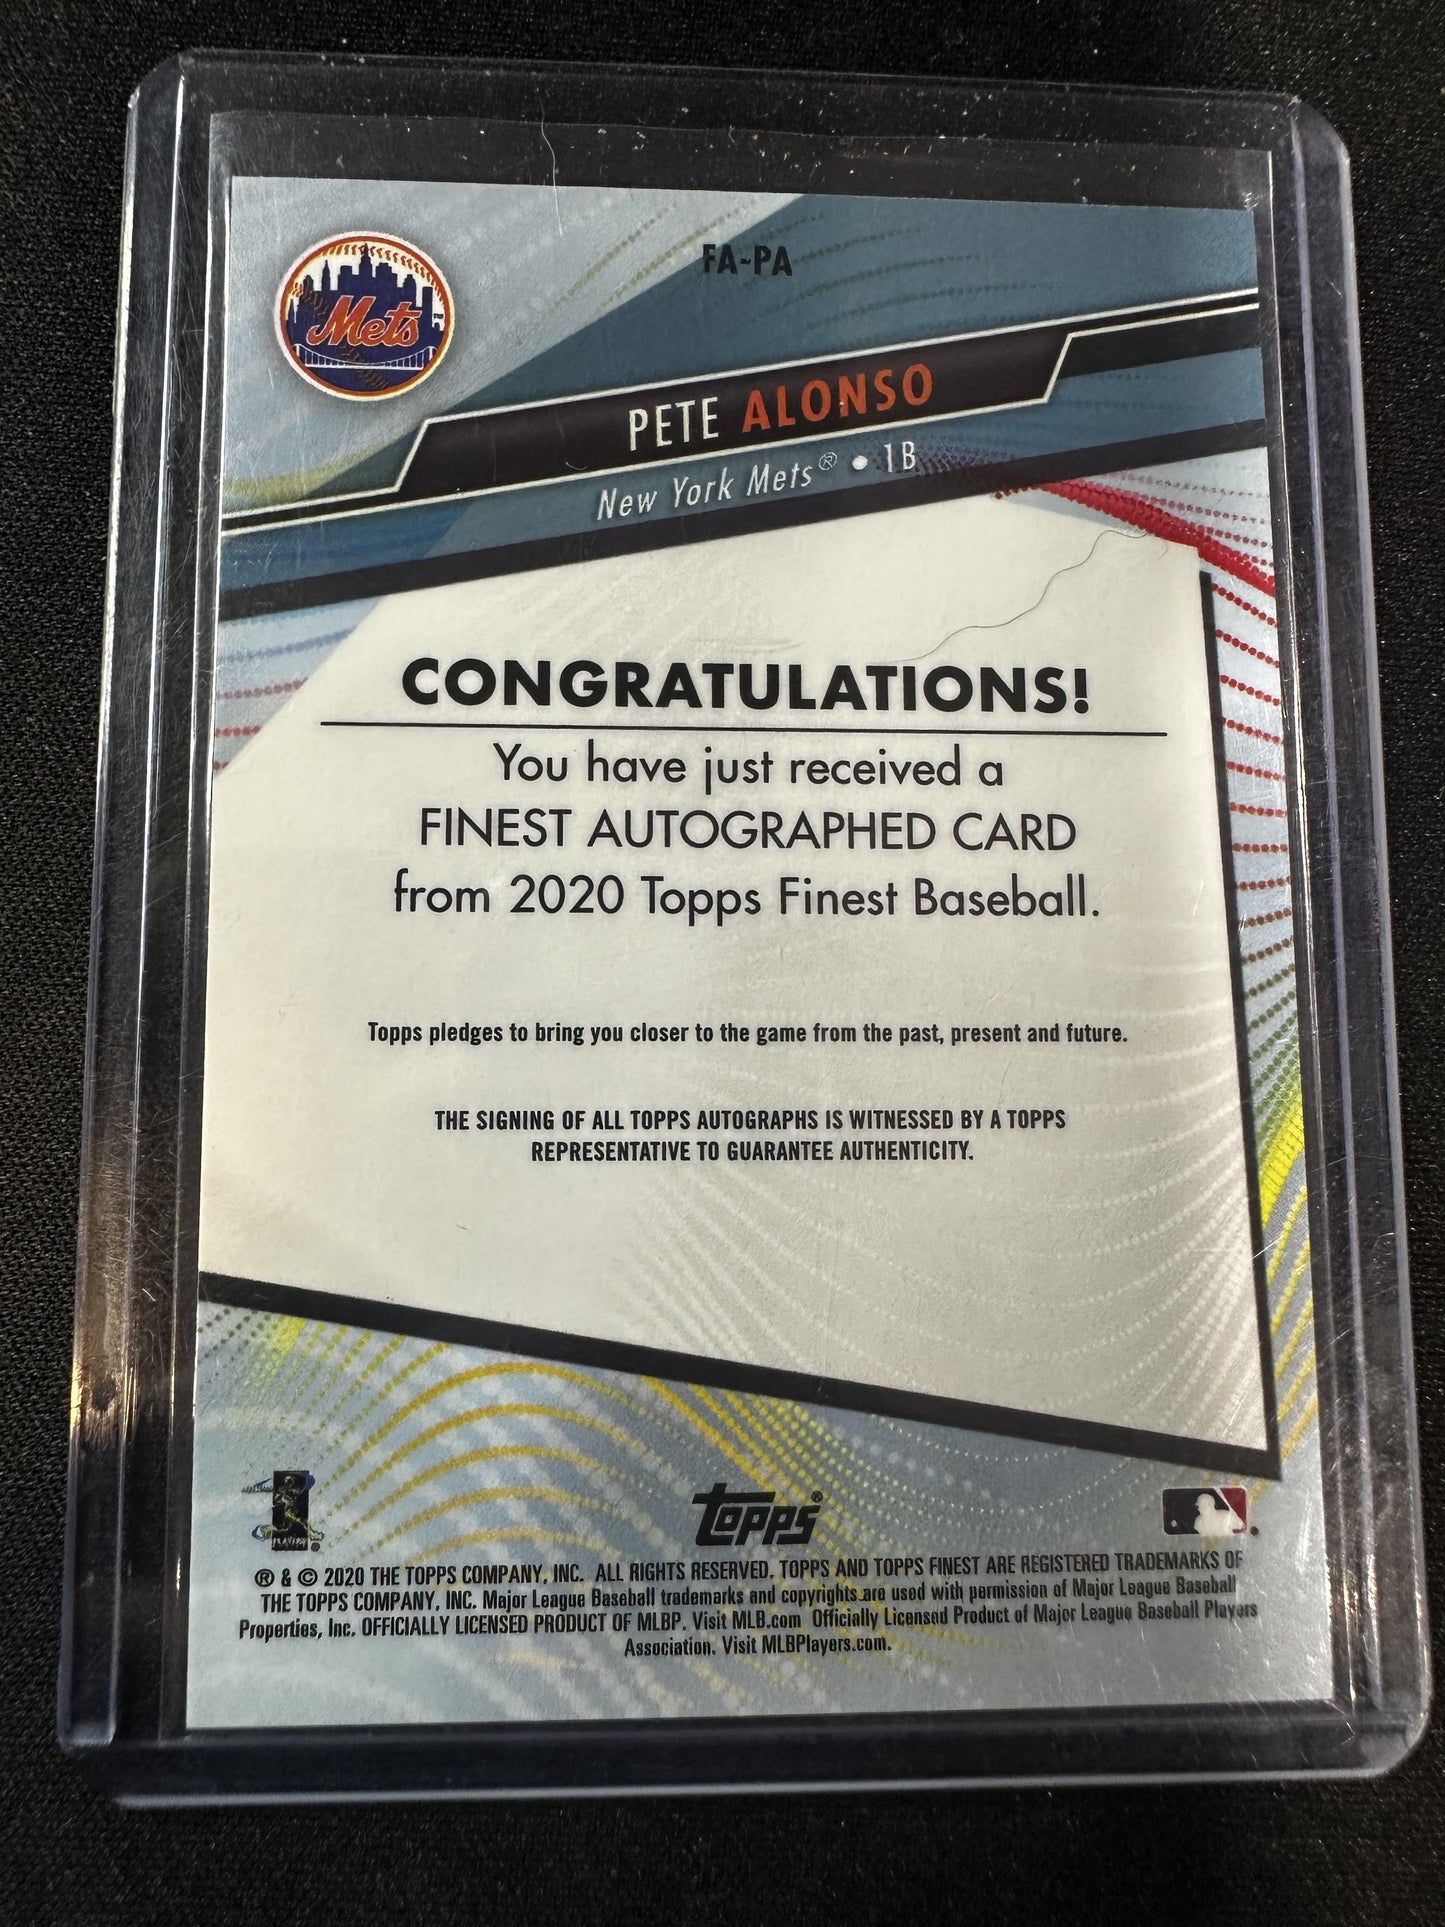 FA-PA
Mets
PETE ALONSO
New York Mets® • 1B
CONGRATULATIONS!
You have just received a
FINEST AUTOGRAPHED CARD
from 2020 Topps Finest Baseball.
Topps pledges to bring you closer to the game from the past, present and future.
THE SIGNING OF ALL TOPPS AUTOGRAPHS IS WITNESSED BY A TOPPS
REPRESENTATIVE TO GUARANTEE AUTHENTICITY.
Topps®
® & © 2020 THE TOPPS COMPANY, INC. ALL RIGHTS RESERVED. TOPPS AND TOPPS FINEST ARE REGISTERED TRADEMARKS OF
THE TOPPS COMPANY, INC. Major League Baseball trademarks and copyrights are used with permission of Major League Baseball
Properties, Inc. OFFICIALLY LICENSED PRODUCT OF MLBP. Visit MLB.com Officially Licensed Product of Major League Baseball Players
Association. Visit MLBPlayers.com.